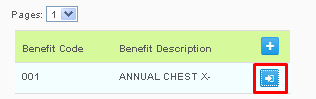 Pages: 1
Benefit Code Benefit Description
001 ANNUAL CHEST X-